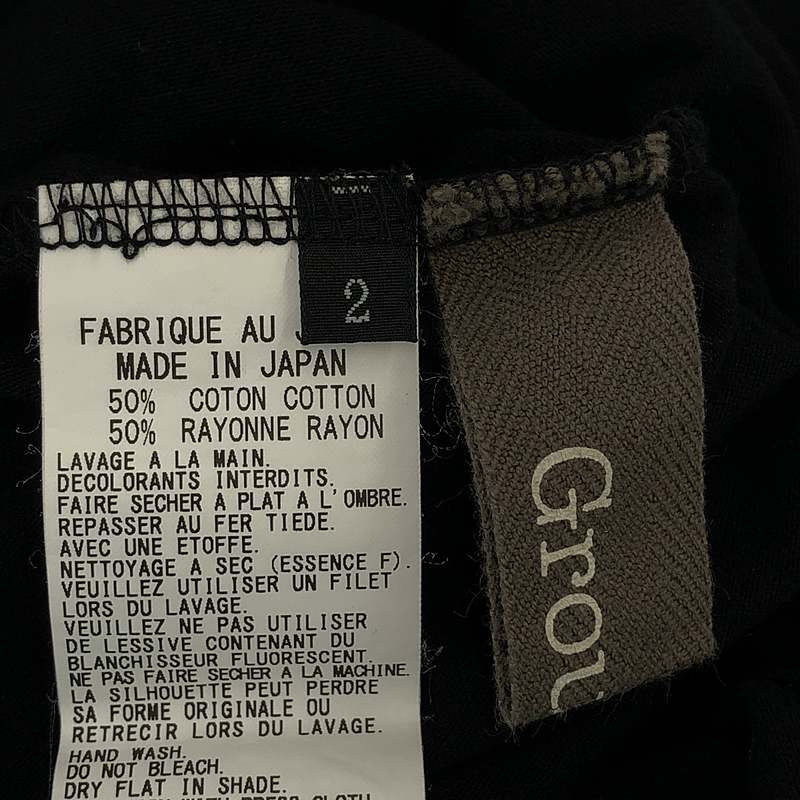 2
FABRIQUE AU J
MADE IN JAPAN
50% COTON COTTON
50% RAYONNE RAYON
LAVAGE A LA MAIN.
DECOLORANTS INTERDITS.
FAIRE SECHER A PLAT A L'OMBRE.
REPASSER AU FER TIEDE.
AVEC UNE ETOFFE.
NETTOYAGE A SEC (ESSENCE F).
VEUILLEZ UTILISER UN FILET
LORS DU LAVAGE.
VEUILLEZ NE PAS UTILISER
DE LESSIVE CONTENANT DU
BLANCHISSEUR FLUORESCENT.
NE PAS FAIRE SECHER A LA MACHINE.
LA SILHOUETTE PEUT PERDRE
SA FORME ORIGINALE OU
RETRECIR LORS DU LAVAGE.
HAND WASH.
DO NOT BLEACH.
DRY FLAT IN SHADE.
WITH PRESS CLOTH
Grou